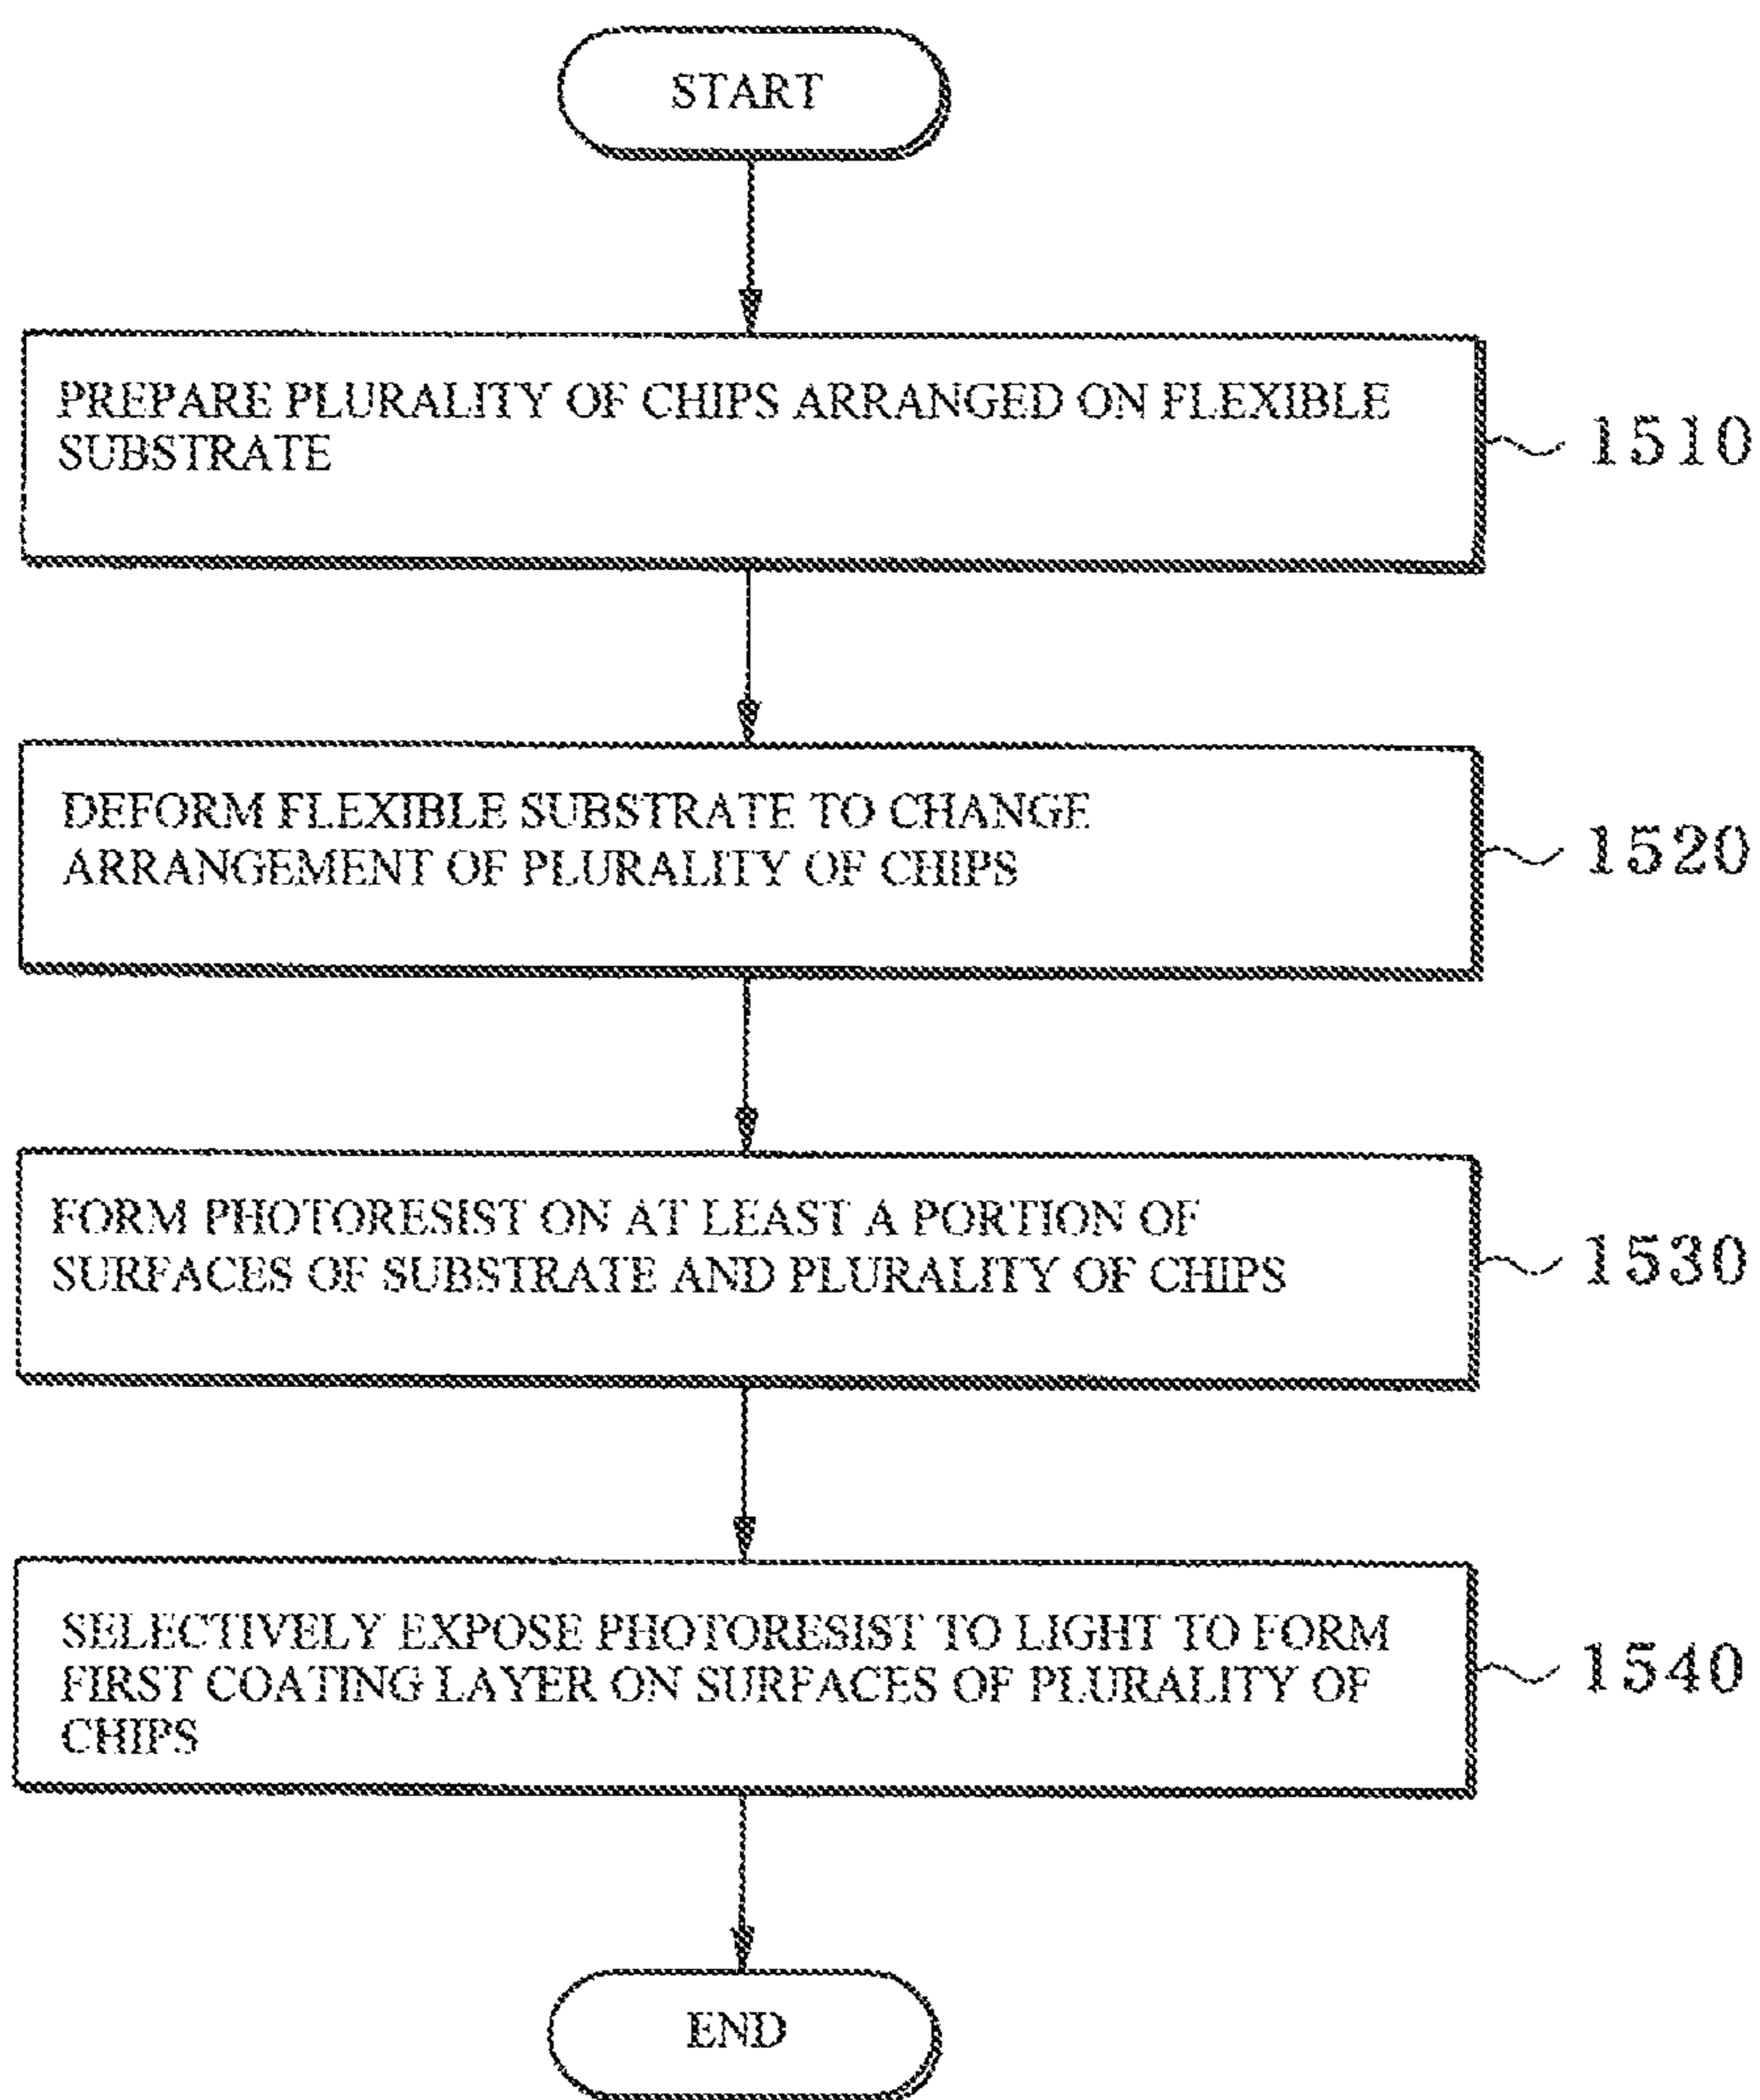 START
PREPARE PLURALITY OF CHIPS ARRANGED ON FLEXIBLE
SUBSTRATE
1510
DEFORM FLEXIBLE SUBSTRATE TO CHANGE
ARRANGEMENT OF PLURALITY OF CHIPS
1520
FORM PHOTORESIST ON AT LEAST A PORTION OF
SURFACES OF SUBSTRATE AND PLURALITY OF CHIPS
1530
SELECTIVELY EXPOSE PHOTORESIST TO LIGHT TO FORM
FIRST COATING LAYER ON SURFACES OF PLURALITY OF
CHIPS
1540
END